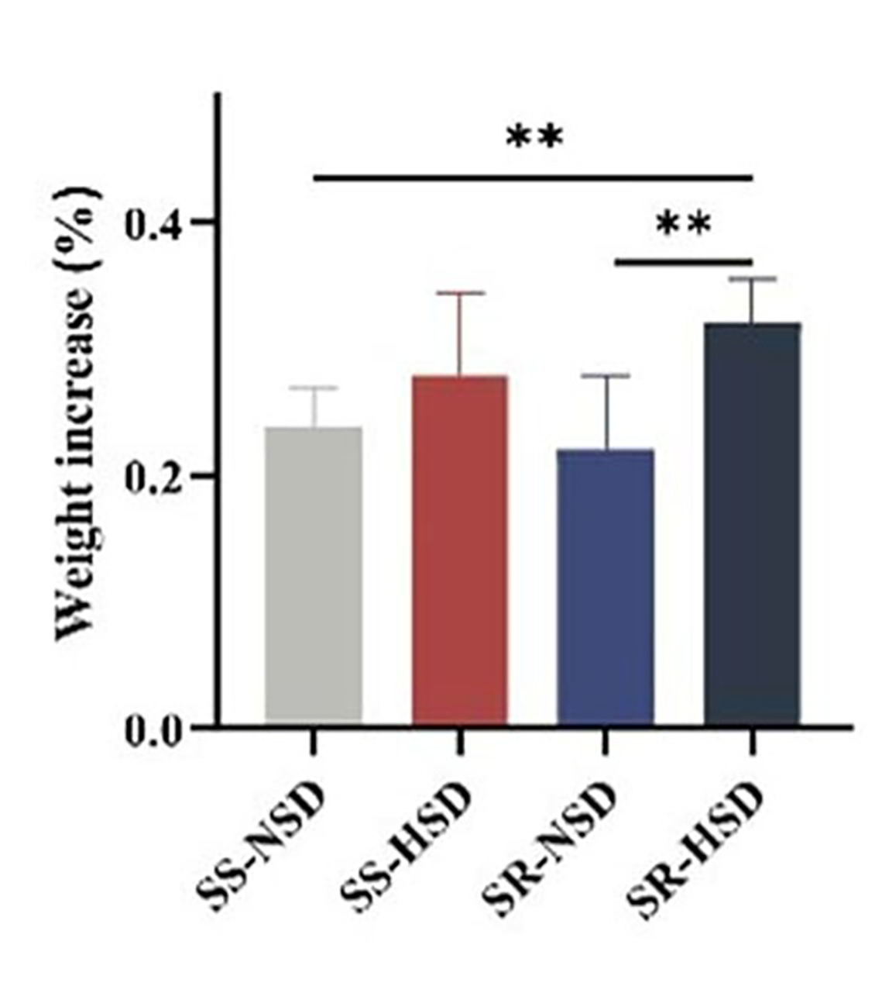 **
**
Weight increase (%)
0.4
0.2
0.0
SS-NSD
SS-HSD
SR-NSD
SR-HSD